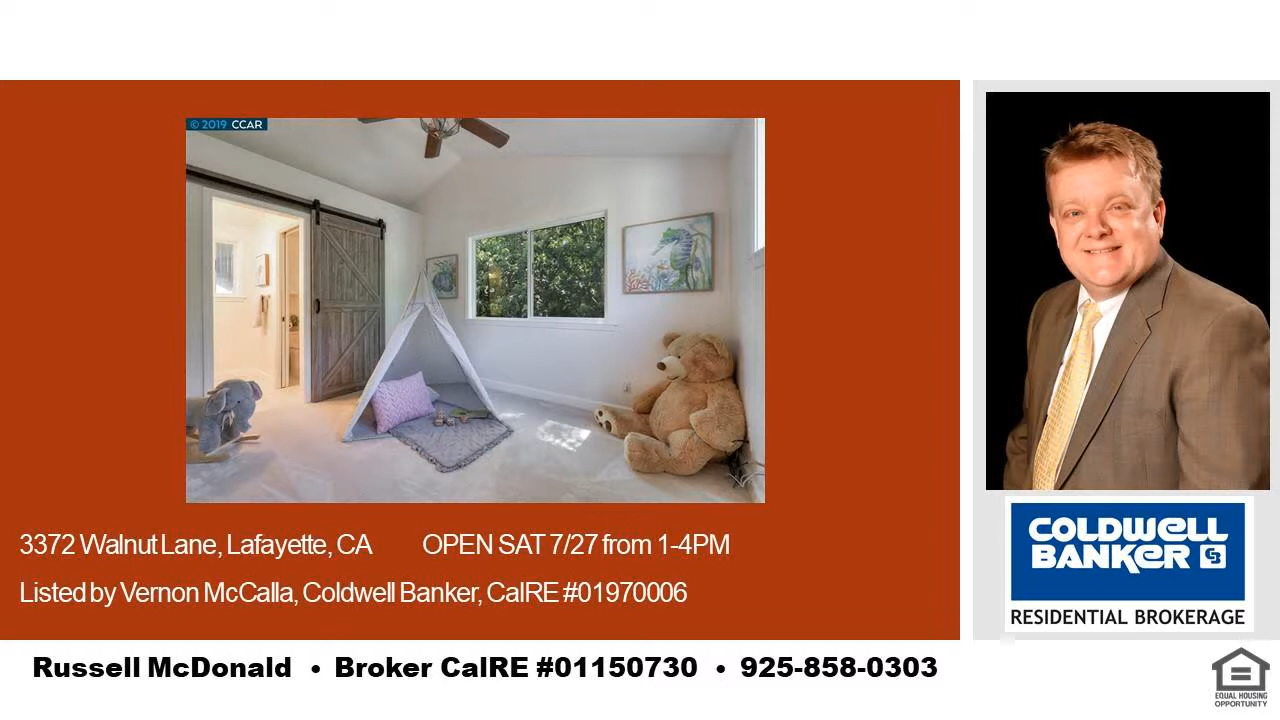 © 2019 CCAR
3372 Walnut Lane, Lafayette, CA OPEN SAT 7/27 from 1-4PM
Listed by Vernon McCalla, Coldwell Banker, CalRE #01970006
COLDWELL
BANKER CB
RESIDENTIAL BROKERAGE
Russell McDonald • Broker CalRE #01150730 • 925-858-0303
EQUAL HOUSING
OPPORTUNITY